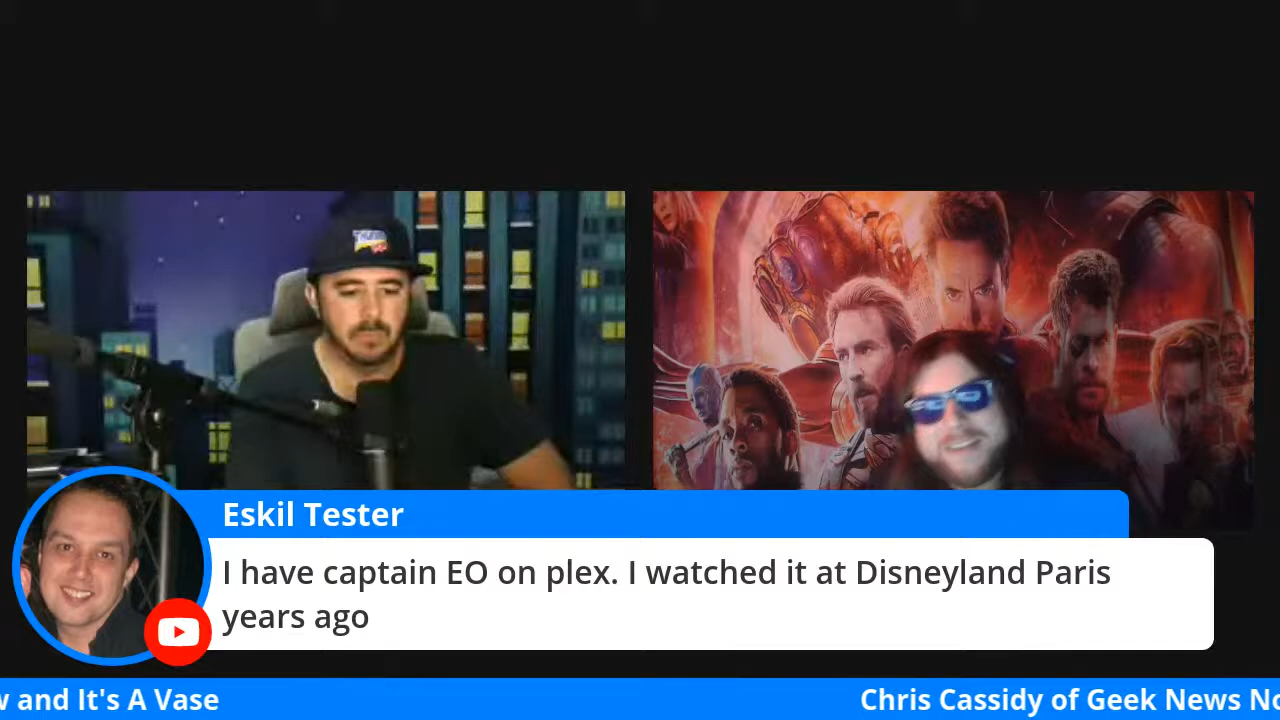 Eskil Tester
I have captain EO on plex. I watched it at Disneyland Paris
years ago
and It's A Vase
Chris Cassidy of Geek News